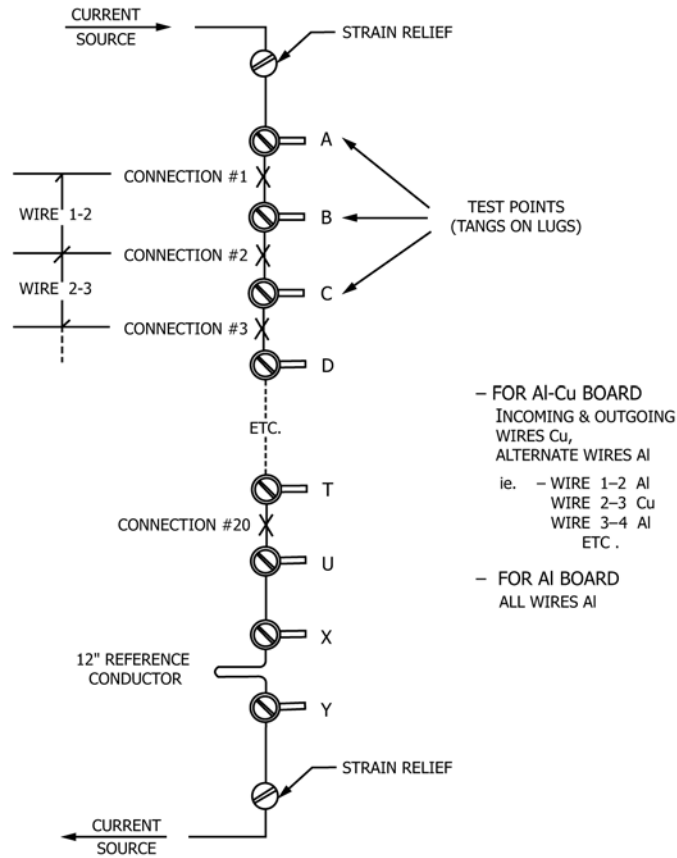 CURRENT
SOURCE
STRAIN RELIEF
A
CONNECTION #1
WIRE 1-2
B
TEST POINTS
(TANGS ON LUGS)
CONNECTION #2
WIRE 2-3
C
CONNECTION #3
D
– FOR Al-Cu BOARD
INCOMING & OUTGOING
WIRES Cu,
ALTERNATE WIRES Al
ie. – WIRE 1–2 Al
WIRE 2–3 Cu
WIRE 3–4 Al
ETC .
– FOR Al BOARD
ALL WIRES Al
ETC.
T
CONNECTION #20
U
X
12" REFERENCE
CONDUCTOR
Y
STRAIN RELIEF
CURRENT
SOURCE